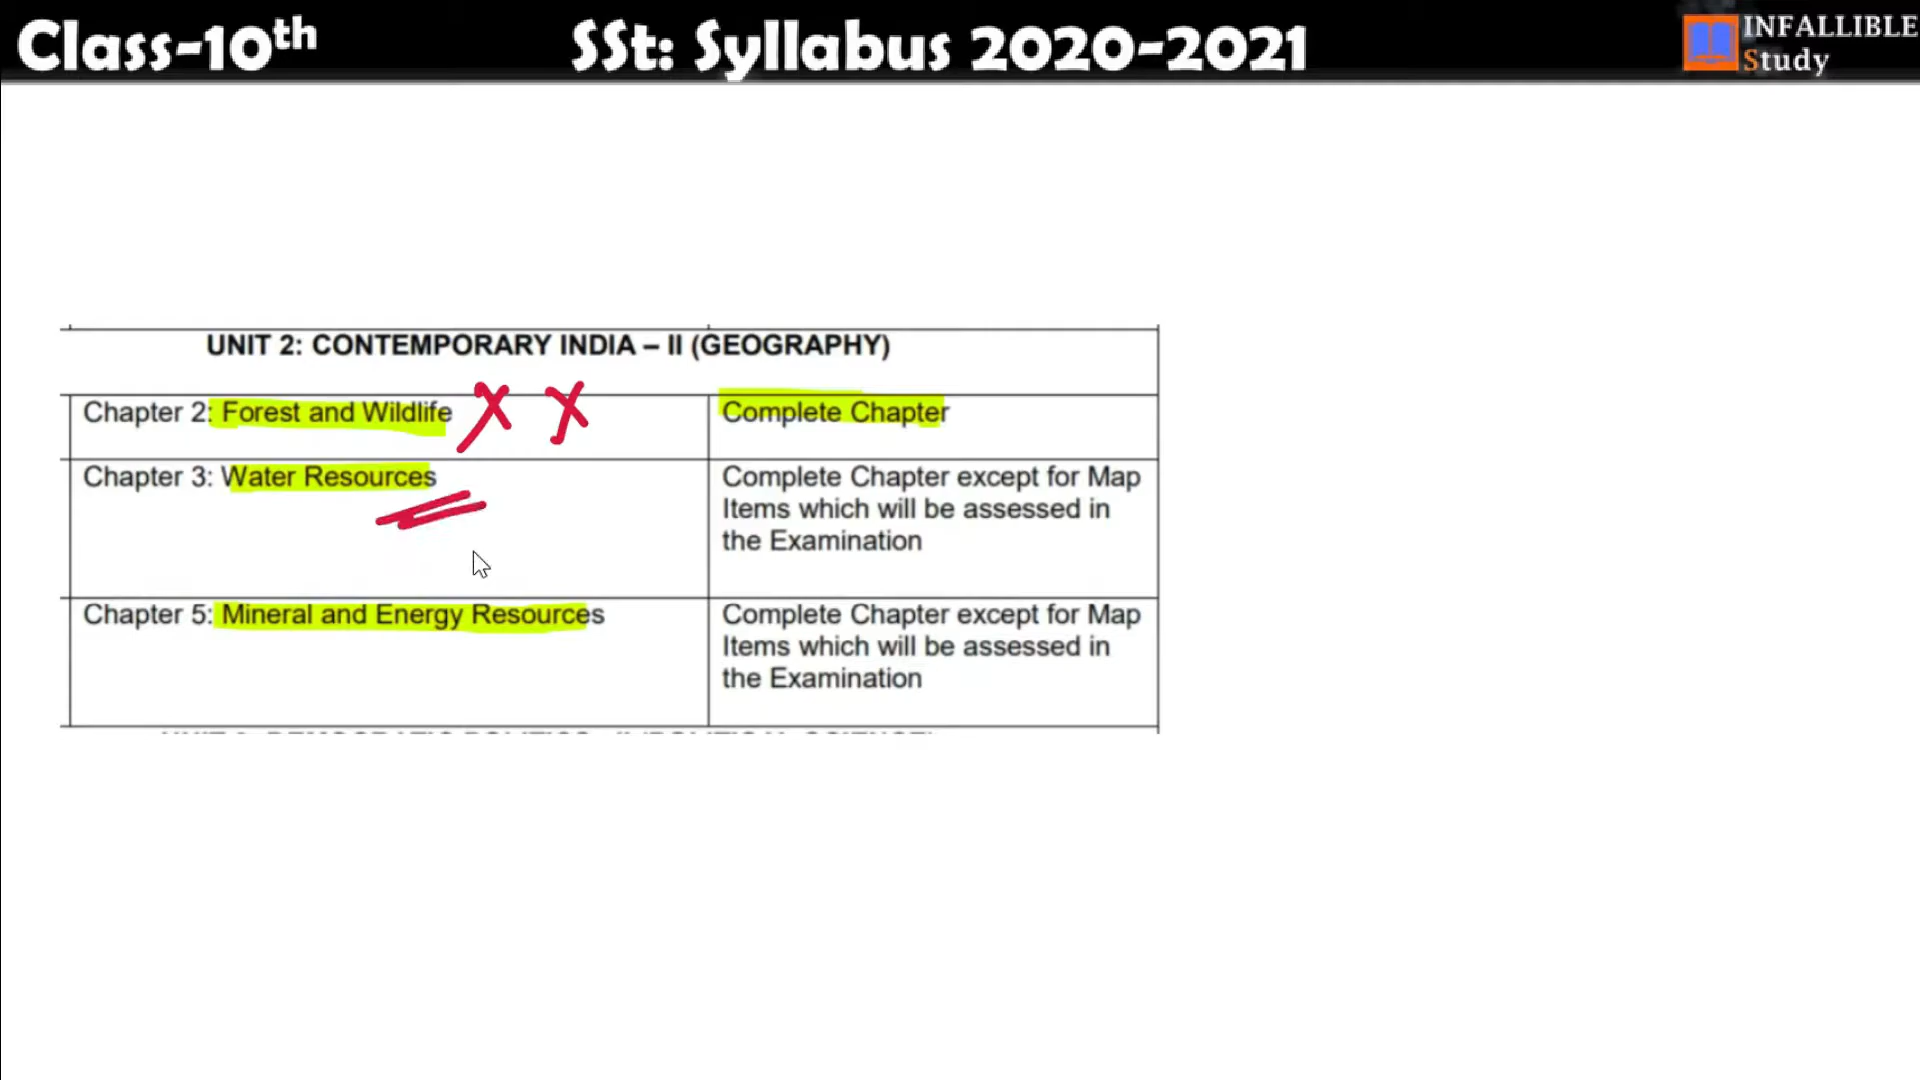 Class-10th
SSt: Syllabus 2020-2021
INFALLIBLE
Study
UNIT 2: CONTEMPORARY INDIA – II (GEOGRAPHY)
Chapter 2: Forest and Wildlife
Complete Chapter
Chapter 3: Water Resources
Complete Chapter except for Map
Items which will be assessed in
the Examination
Chapter 5: Mineral and Energy Resources
Complete Chapter except for Map
Items which will be assessed in
the Examination